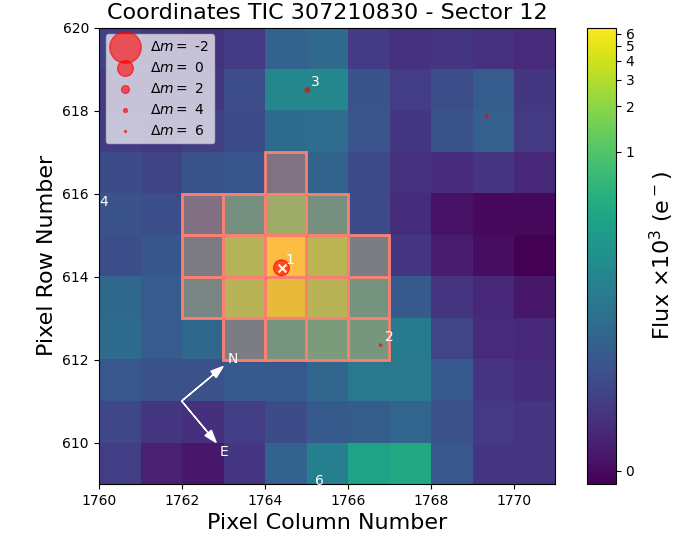 Coordinates TIC 307210830 - Sector 12
Δm = -2
Δm = 0
Δm = 2
Δm = 4
Δm = 6
1
2
3
4
6
N
E
620
618
616
614
612
610
1760
1762
1764
1766
1768
1770
Pixel Column Number
Pixel Row Number
6
5
4
3
2
1
0
Flux ×10³ (e⁻)